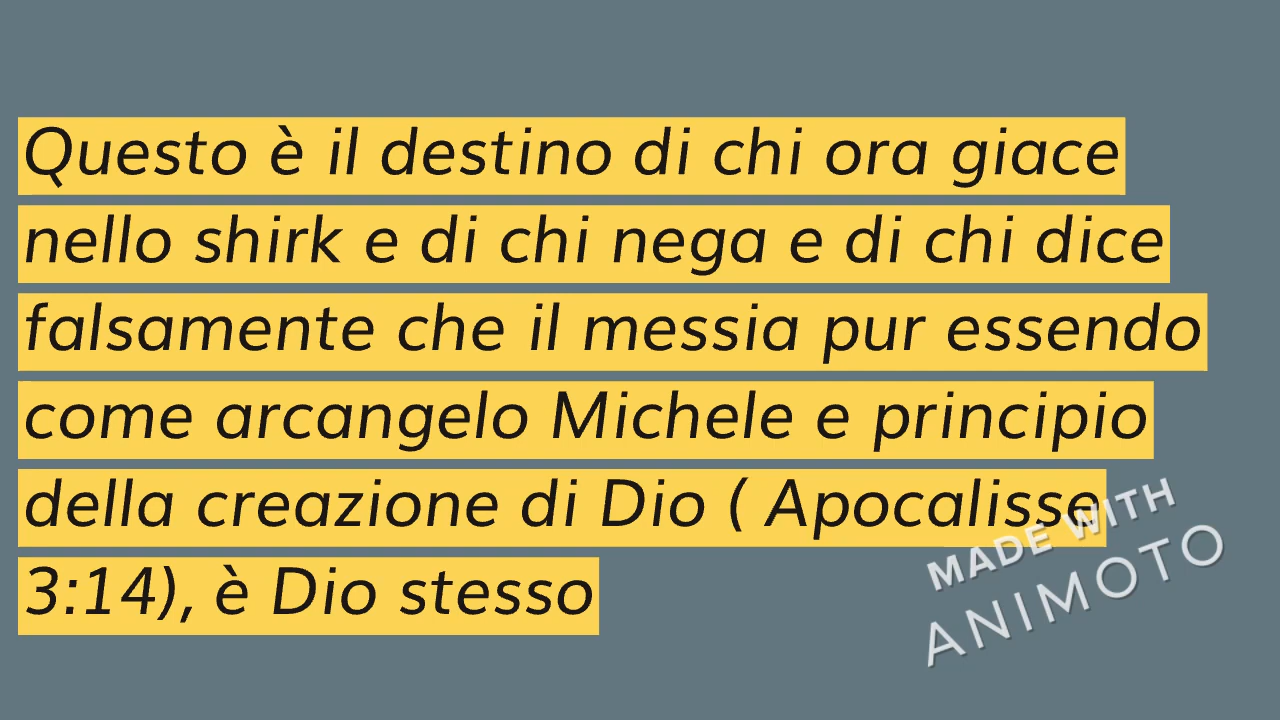 Questo è il destino di chi ora giace
nello shirk e di chi nega e di chi dice
falsamente che il messia pur essendo
come arcangelo Michele e principio
della creazione di Dio ( Apocalisse
3:14), è Dio stesso
MADE WITH
ANIMOTO